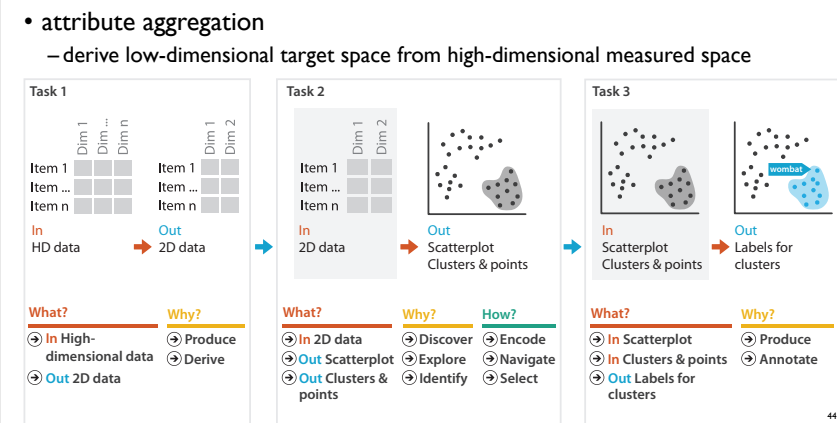 • attribute aggregation
– derive low-dimensional target space from high-dimensional measured space
Task 1
Dim 1
Dim ...
Dim n
Item 1
Item ...
Item n
In
HD data
Dim 1
Dim 2
Item 1
Item ...
Item n
Out
2D data
What?
In High-
dimensional data
Out 2D data
Why?
Produce
Derive
Task 2
Dim 1
Dim 2
Item 1
Item ...
Item n
In
2D data
Out
Scatterplot
Clusters & points
What?
In 2D data
Out Scatterplot
Out Clusters &
points
Why?
Discover
Explore
Identify
How?
Encode
Navigate
Select
Task 3
In
Scatterplot
Clusters & points
wombat
Out
Labels for
clusters
What?
In Scatterplot
In Clusters & points
Out Labels for
clusters
Why?
Produce
Annotate
44